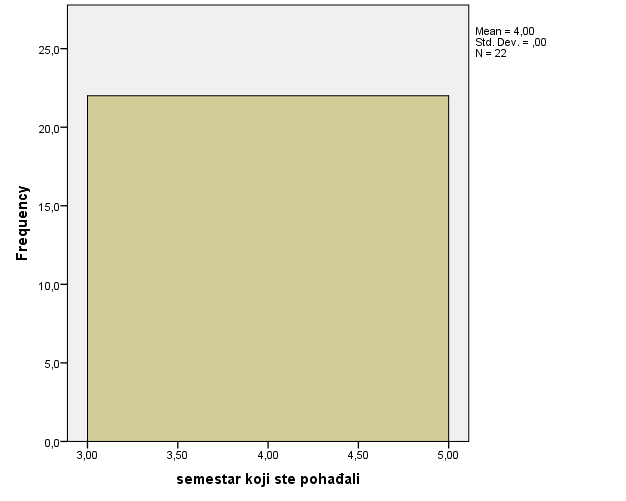 Mean = 4,00
Std. Dev. = ,00
N = 22
25,0
20,0
15,0
10,0
5,0
0,0
Frequency
3,00 3,50 4,00 4,50 5,00
semestar koji ste pohađali